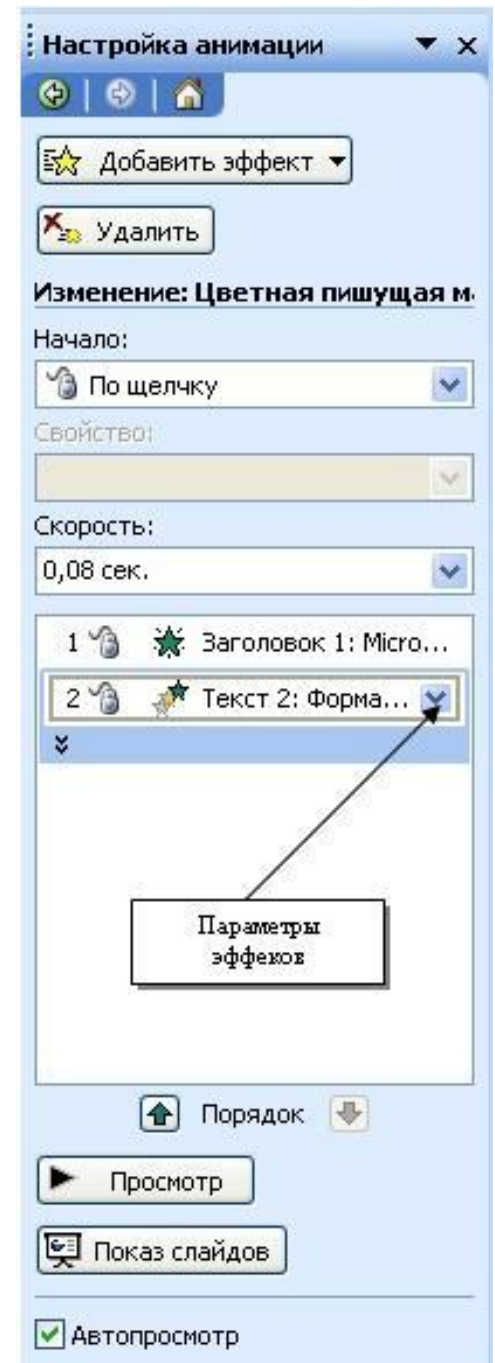 Настройка анимации
Добавить эффект
Удалить
Изменение: Цветная пишущая м
Начало:
По щелчку
Свойство:
Скорость:
0,08 сек.
1 Заголовок 1: Micro...
2 Текст 2: Форма...
Параметры
эффеков
Порядок
Просмотр
Показ слайдов
Автопросмотр